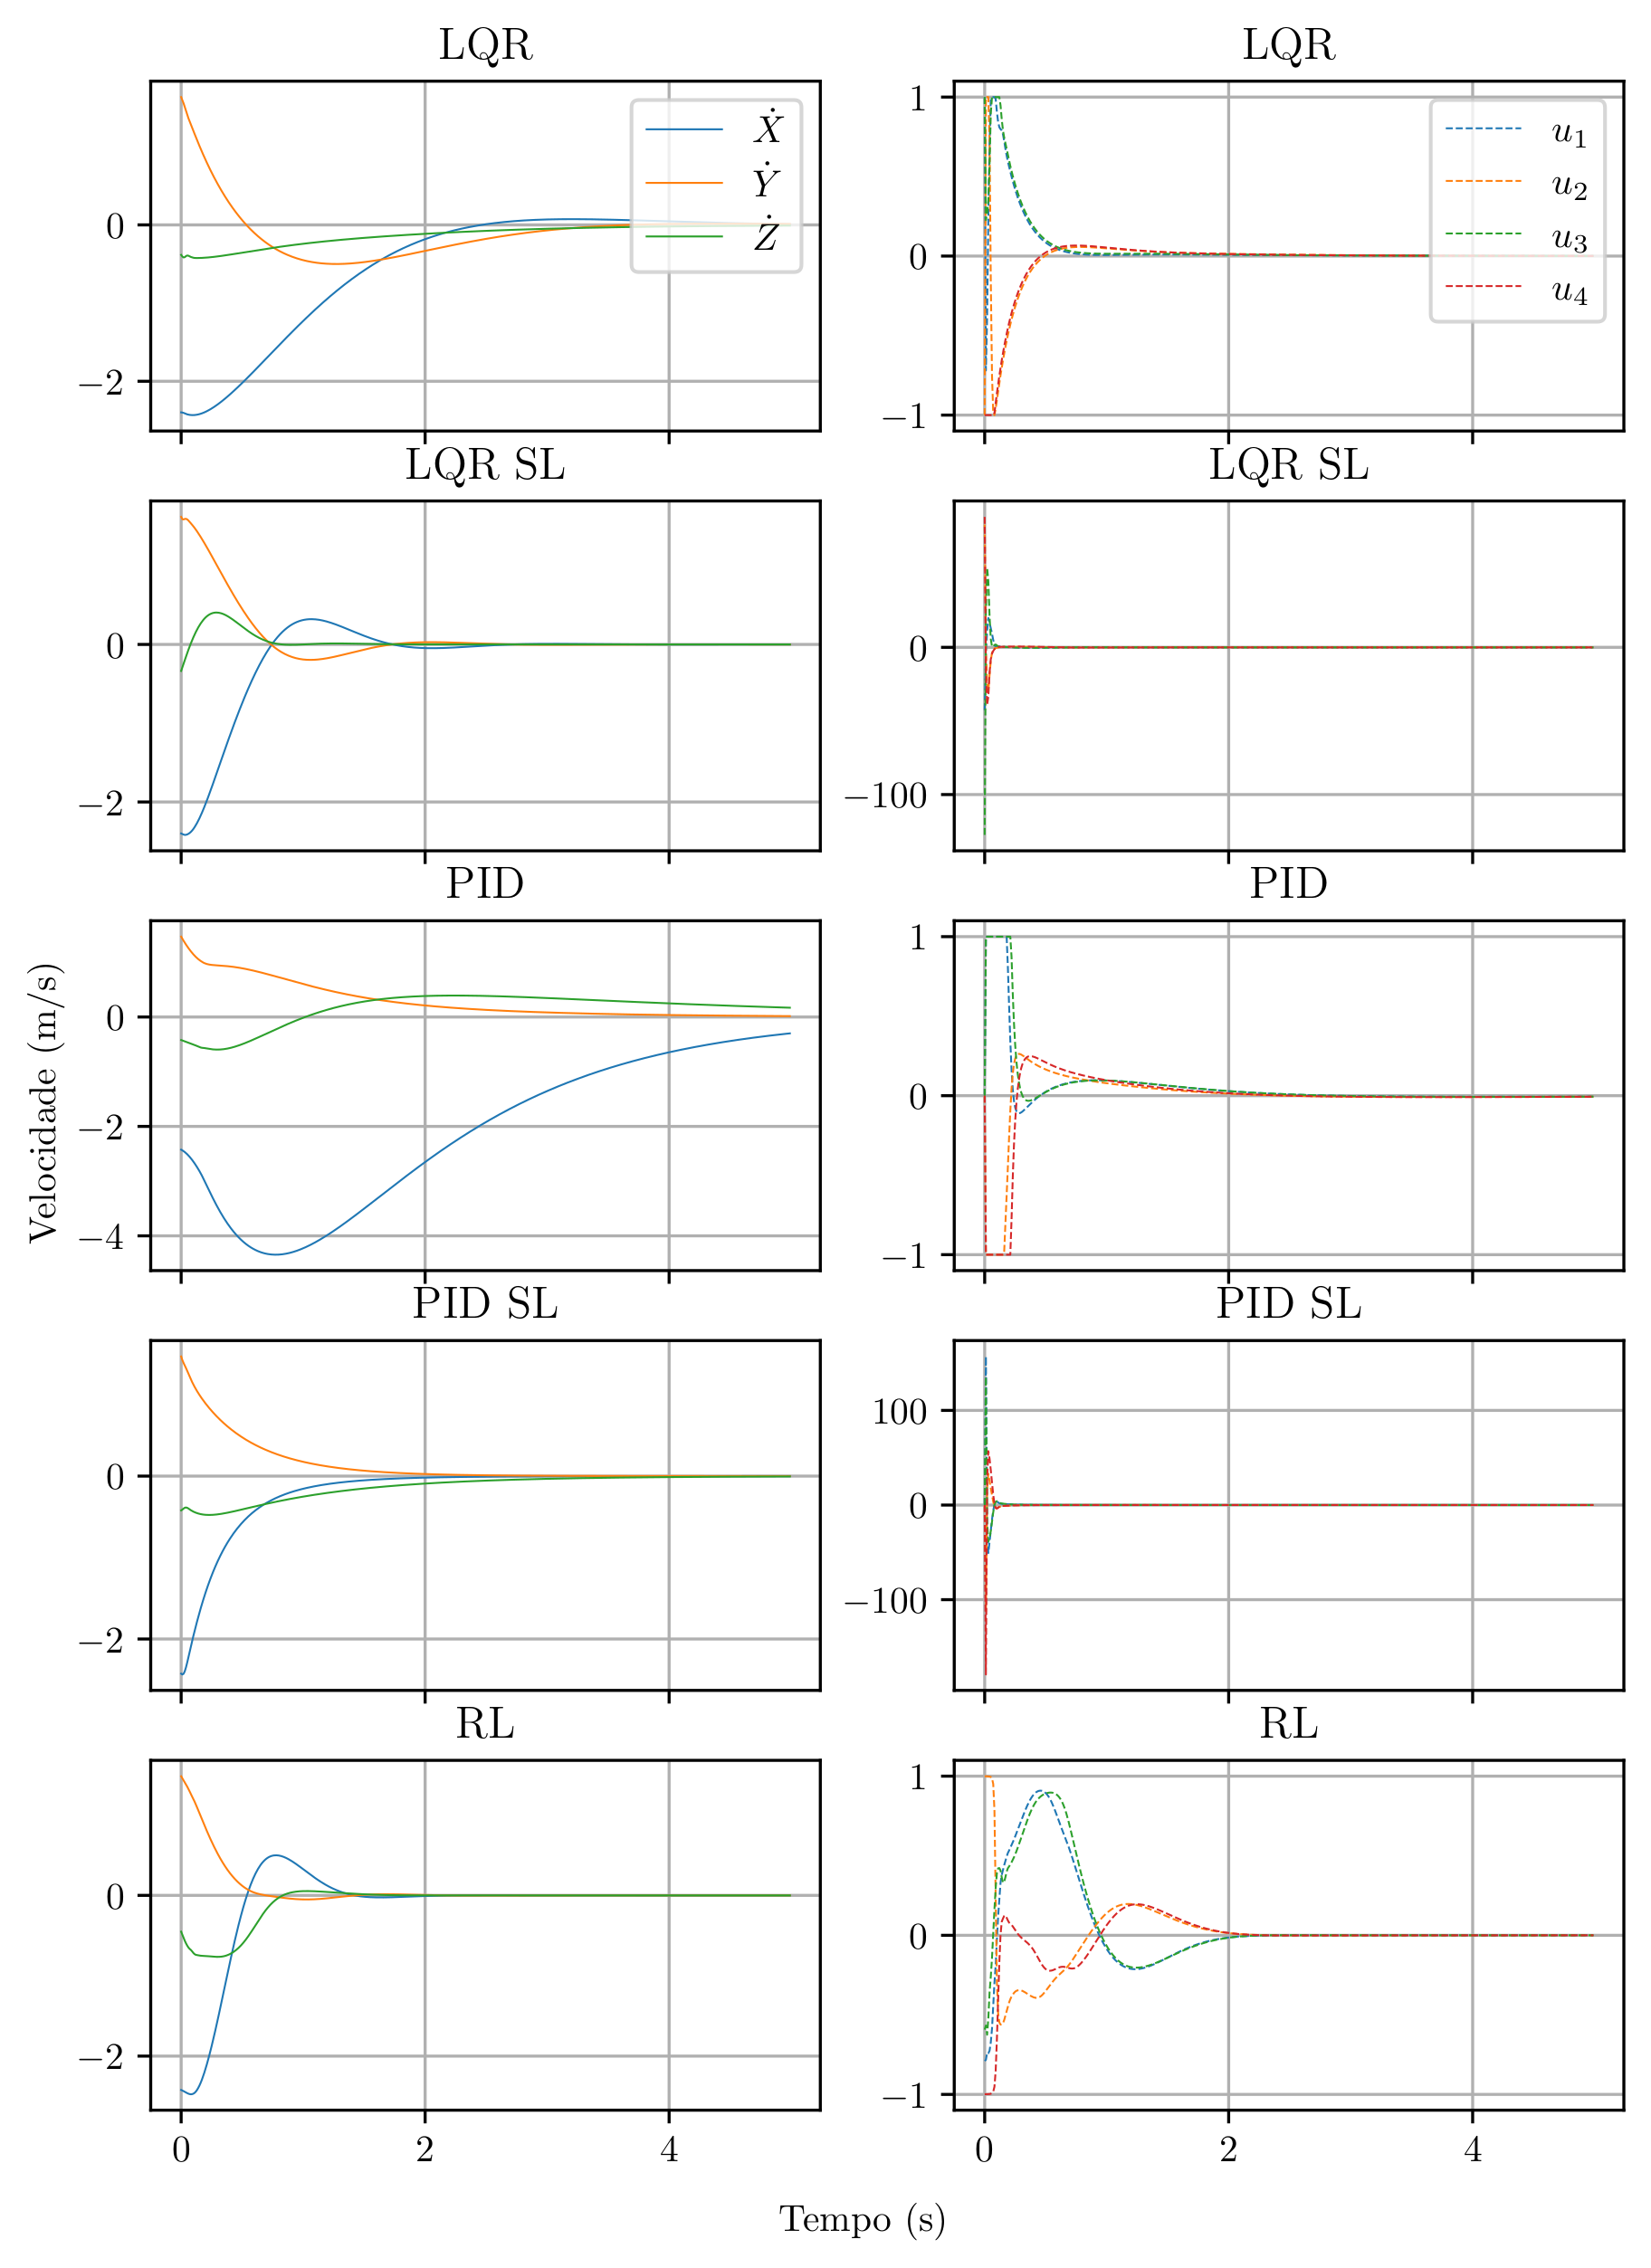 LQR
LQR
Ẋ
Ẏ
Ż
0
−2
u₁
u₂
u₃
u₄
1
0
−1
LQR SL
LQR SL
0
−2
0
−100
PID
PID
0
−2
−4
1
0
−1
Velocidade (m/s)
PID SL
PID SL
0
−2
100
0
−100
RL
RL
0
−2
1
0
−1
0 2 4
0 2 4
Tempo (s)